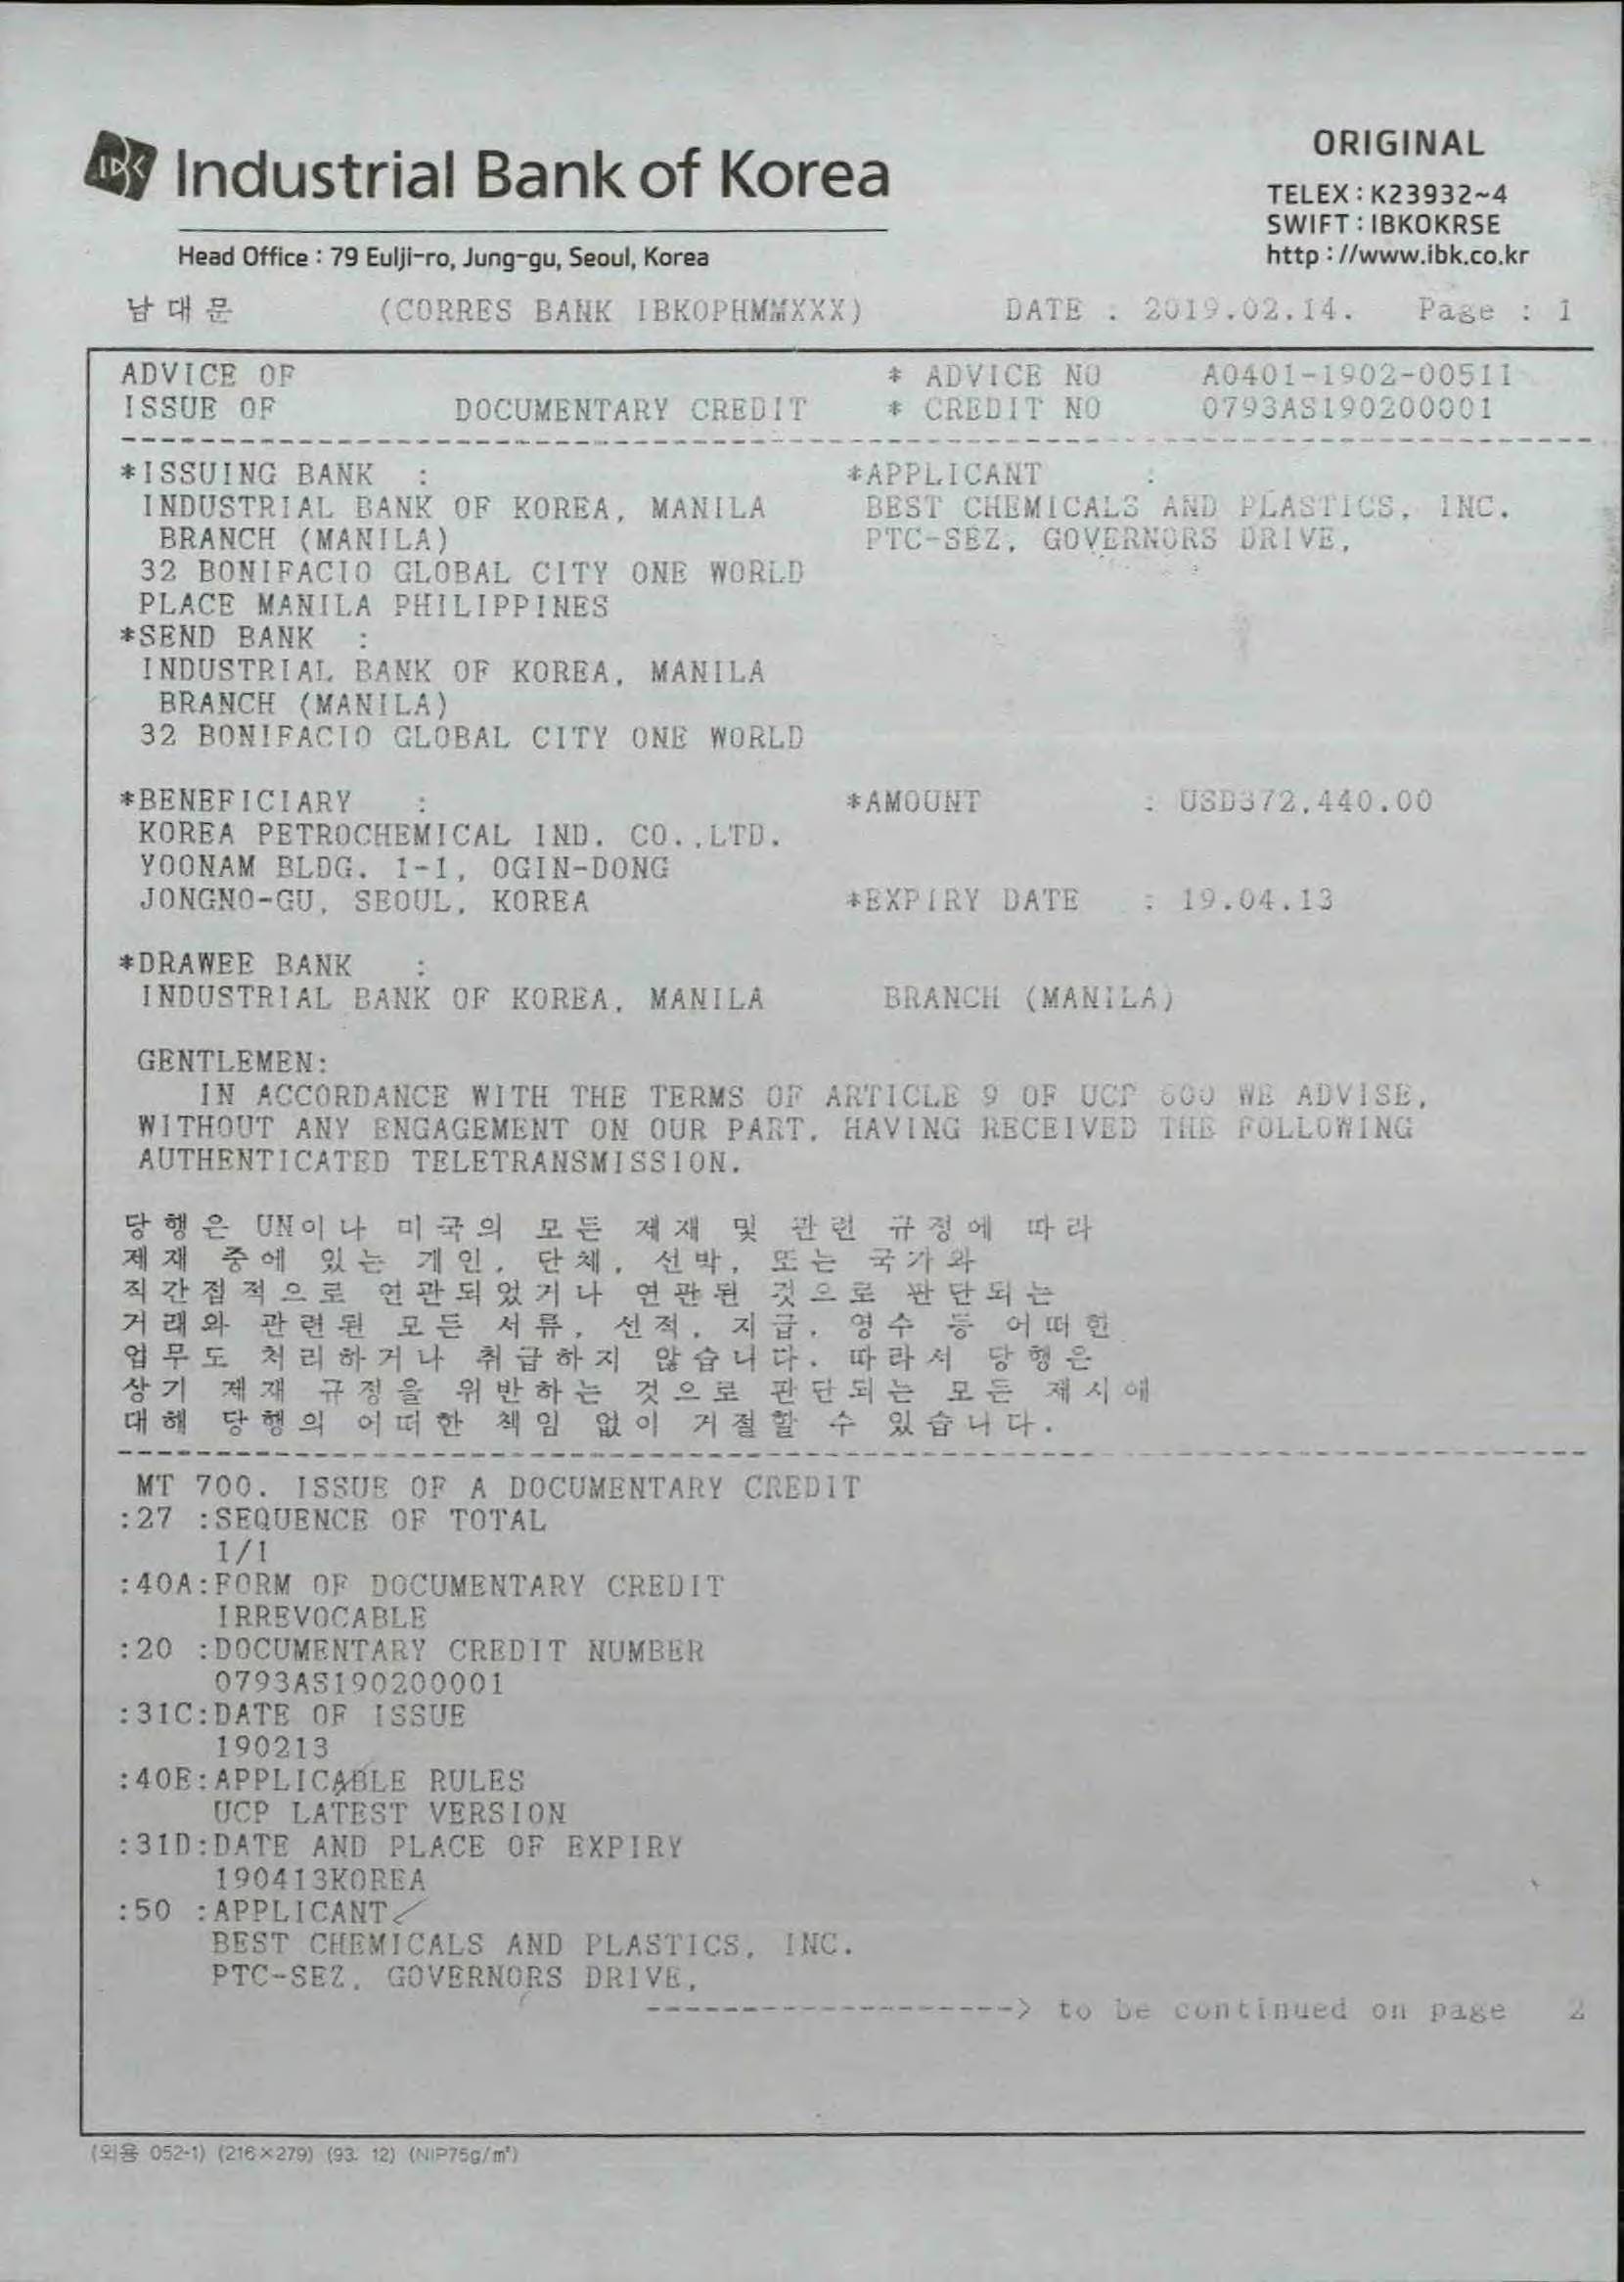 IBK Industrial Bank of Korea
ORIGINAL
TELEX : K23932~4
SWIFT : IBKOKRSE
http : //www.ibk.co.kr
Head Office : 79 Eulji-ro, Jung-gu, Seoul, Korea
남대문 (CORRES BANK IBKOPHMMXXX) DATE : 2019.02.14. Page : 1
ADVICE OF * ADVICE NO A0401-1902-00511
ISSUE OF DOCUMENTARY CREDIT * CREDIT NO 0793AS190200001
*ISSUING BANK : *APPLICANT :
INDUSTRIAL BANK OF KOREA, MANILA BEST CHEMICALS AND PLASTICS, INC.
BRANCH (MANILA) PTC-SEZ, GOVERNORS DRIVE,
32 BONIFACIO GLOBAL CITY ONE WORLD
PLACE MANILA PHILIPPINES
*SEND BANK :
INDUSTRIAL BANK OF KOREA, MANILA
BRANCH (MANILA)
32 BONIFACIO GLOBAL CITY ONE WORLD
*BENEFICIARY : *AMOUNT : USD372,440.00
KOREA PETROCHEMICAL IND. CO.,LTD.
YOONAM BLDG. 1-1, OGIN-DONG
JONGNO-GU, SEOUL, KOREA *EXPIRY DATE : 19.04.13
*DRAWEE BANK :
INDUSTRIAL BANK OF KOREA, MANILA BRANCH (MANILA)
GENTLEMEN:
IN ACCORDANCE WITH THE TERMS OF ARTICLE 9 OF UCP 600 WE ADVISE,
WITHOUT ANY ENGAGEMENT ON OUR PART, HAVING RECEIVED THE FOLLOWING
AUTHENTICATED TELETRANSMISSION.
당행은 UN이나 미국의 모든 제재 및 관련 규정에 따라
제재 중에 있는 개인, 단체, 선박, 또는 국가와
직간접적으로 연관되었거나 연관된 것으로 판단되는
거래와 관련된 모든 서류, 선적, 지급, 영수 등 어떠한
업무도 처리하거나 취급하지 않습니다. 따라서 당행은
상기 제재 규정을 위반하는 것으로 판단되는 모든 제시에
대해 당행의 어떠한 책임 없이 거절할 수 있습니다.
MT 700. ISSUE OF A DOCUMENTARY CREDIT
:27 :SEQUENCE OF TOTAL
1/1
:40A:FORM OF DOCUMENTARY CREDIT
IRREVOCABLE
:20 :DOCUMENTARY CREDIT NUMBER
0793AS190200001
:31C:DATE OF ISSUE
190213
:40E:APPLICABLE RULES
UCP LATEST VERSION
:31D:DATE AND PLACE OF EXPIRY
190413KOREA
:50 :APPLICANT
BEST CHEMICALS AND PLASTICS, INC.
PTC-SEZ, GOVERNORS DRIVE,
-------------------> to be continued on page 2
(외용 052-1) (216×279) (93. 12) (NIP75g/m²)